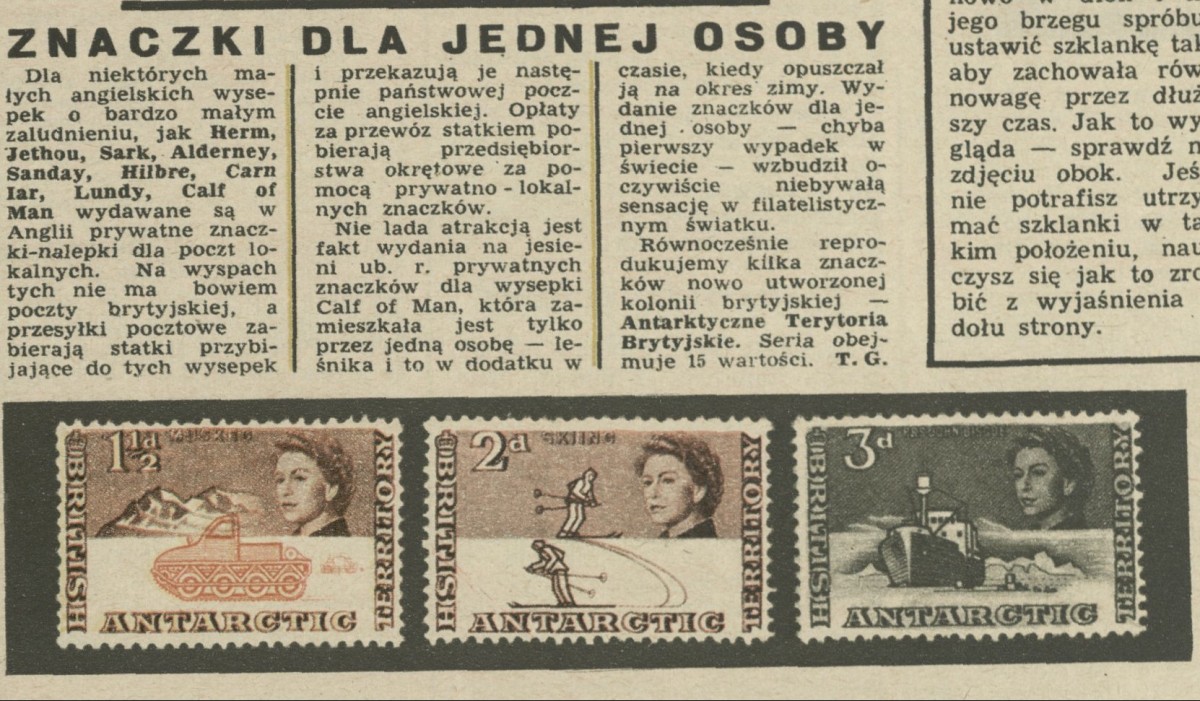 ZNACZKI DLA JEDNEJ OSOBY
Dla niektórych ma-
łych angielskich wyse-
pek o bardzo małym
zaludnieniu, jak Herm,
Jethou, Sark, Alderney,
Sanday, Hilbre, Carn
Iar, Lundy, Calf of
Man wydawane są w
Anglii prywatne znacz-
ki-nalepki dla poczt lo-
kalnych. Na wyspach
tych nie ma bowiem
poczty brytyjskiej, a
przesyłki pocztowe za-
bierają statki przybi-
jające do tych wysepek
i przekazują je nastę-
pnie państwowej pocz-
cie angielskiej. Opłaty
za przewóz statkiem po-
bierają przedsiębior-
stwa okrętowe za po-
mocą prywatno-lokal-
nych znaczków.
Nie lada atrakcją jest
fakt wydania na jesie-
ni ub. r. prywatnych
znaczków dla wysepki
Calf of Man, która za-
mieszkała jest tylko
przez jedną osobę — le-
śnika i to w dodatku w
czasie, kiedy opuszczał
ją na okres zimy. Wy-
danie znaczków dla je-
dnej osoby — chyba
pierwszy wypadek w
świecie — wzbudził o-
czywiście niebywałą
sensację w filatelistycz-
nym światku.
Równocześnie repro-
dukujemy kilka znacz-
ków nowo utworzonej
kolonii brytyjskiej —
Antarktyczne Terytoria
Brytyjskie. Seria obej-
muje 15 wartości. T. G.
jego brzegu spróbu
ustawić szklankę tak
aby zachowała rów
nowagę przez dłuż
szy czas. Jak to wy
gląda — sprawdź n
zdjęciu obok. Jeś
nie potrafisz utrzy
mać szklanki w ta
kim położeniu, nau
czysz się jak to zro
bić z wyjaśnienia
dołu strony.
1½d
BRITISH
ANTARCTIC
TERRITORY
2d SKIING
BRITISH
ANTARCTIC
TERRITORY
3d
BRITISH
ANTARCTIC
TERRITORY